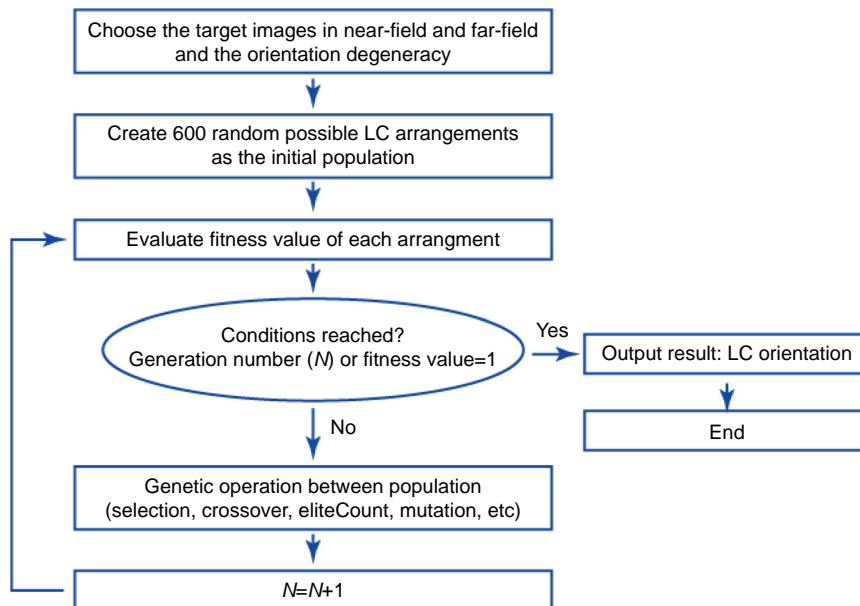 Choose the target images in near-field and far-field
and the orientation degeneracy
Create 600 random possible LC arrangements
as the initial population
Evaluate fitness value of each arrangment
Conditions reached?
Generation number (N) or fitness value=1
Yes
Output result: LC orientation
End
No
Genetic operation between population
(selection, crossover, eliteCount, mutation, etc)
N=N+1